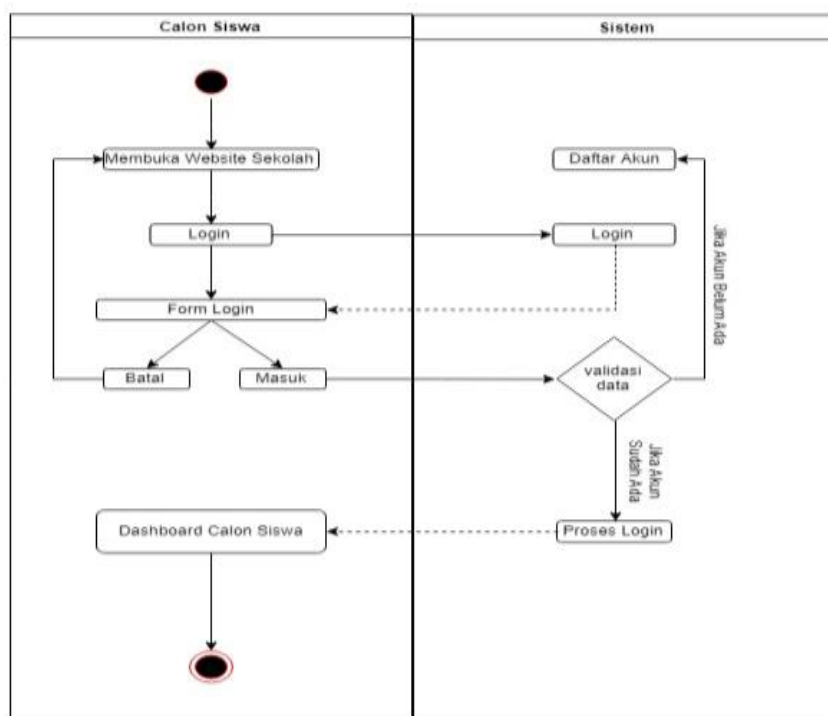 Calon Siswa
Sistem
Membuka Website Sekolah
Daftar Akun
Login
Login
Jika Akun Belum Ada
Form Login
Batal
Masuk
validasi
data
Jika Akun
Sudah Ada
Dashboard Calon Siswa
Proses Login